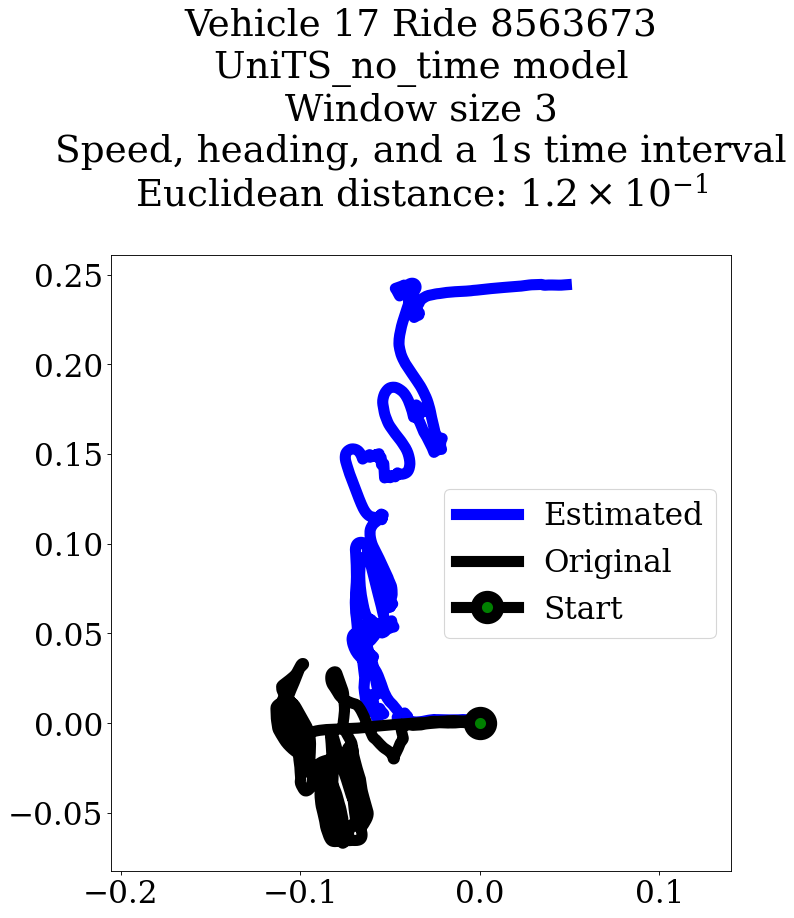 Vehicle 17 Ride 8563673
UniTS_no_time model
Window size 3
Speed, heading, and a 1s time interval
Euclidean distance: 1.2 × 10⁻¹
0.25
0.20
0.15
0.10
0.05
0.00
−0.05
Estimated
Original
Start
−0.2
−0.1
0.0
0.1